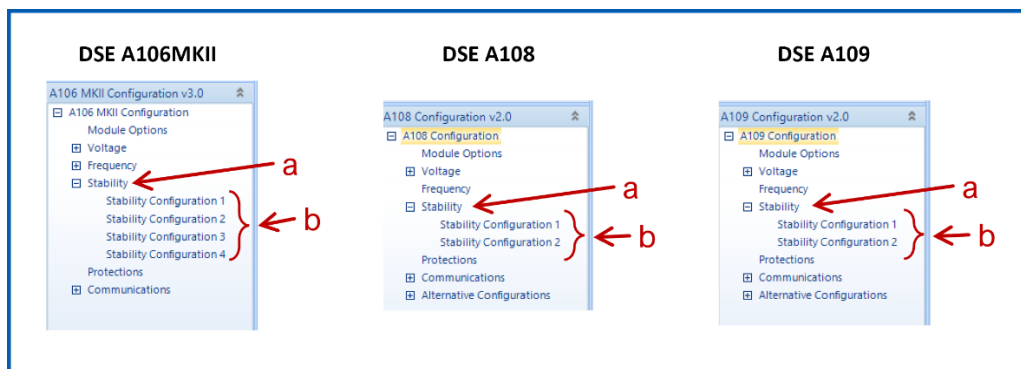 DSE A106MKII
A106 MKII Configuration v3.0
A106 MKII Configuration
Module Options
Voltage
Frequency
Stability
a
Stability Configuration 1
Stability Configuration 2
b
Stability Configuration 3
Stability Configuration 4
Protections
Communications
DSE A108
A108 Configuration v2.0
A108 Configuration
Module Options
Voltage
Frequency
a
Stability
Stability Configuration 1
b
Stability Configuration 2
Protections
Communications
Alternative Configurations
DSE A109
A109 Configuration v2.0
A109 Configuration
Module Options
Voltage
Frequency
a
Stability
Stability Configuration 1
b
Stability Configuration 2
Protections
Communications
Alternative Configurations